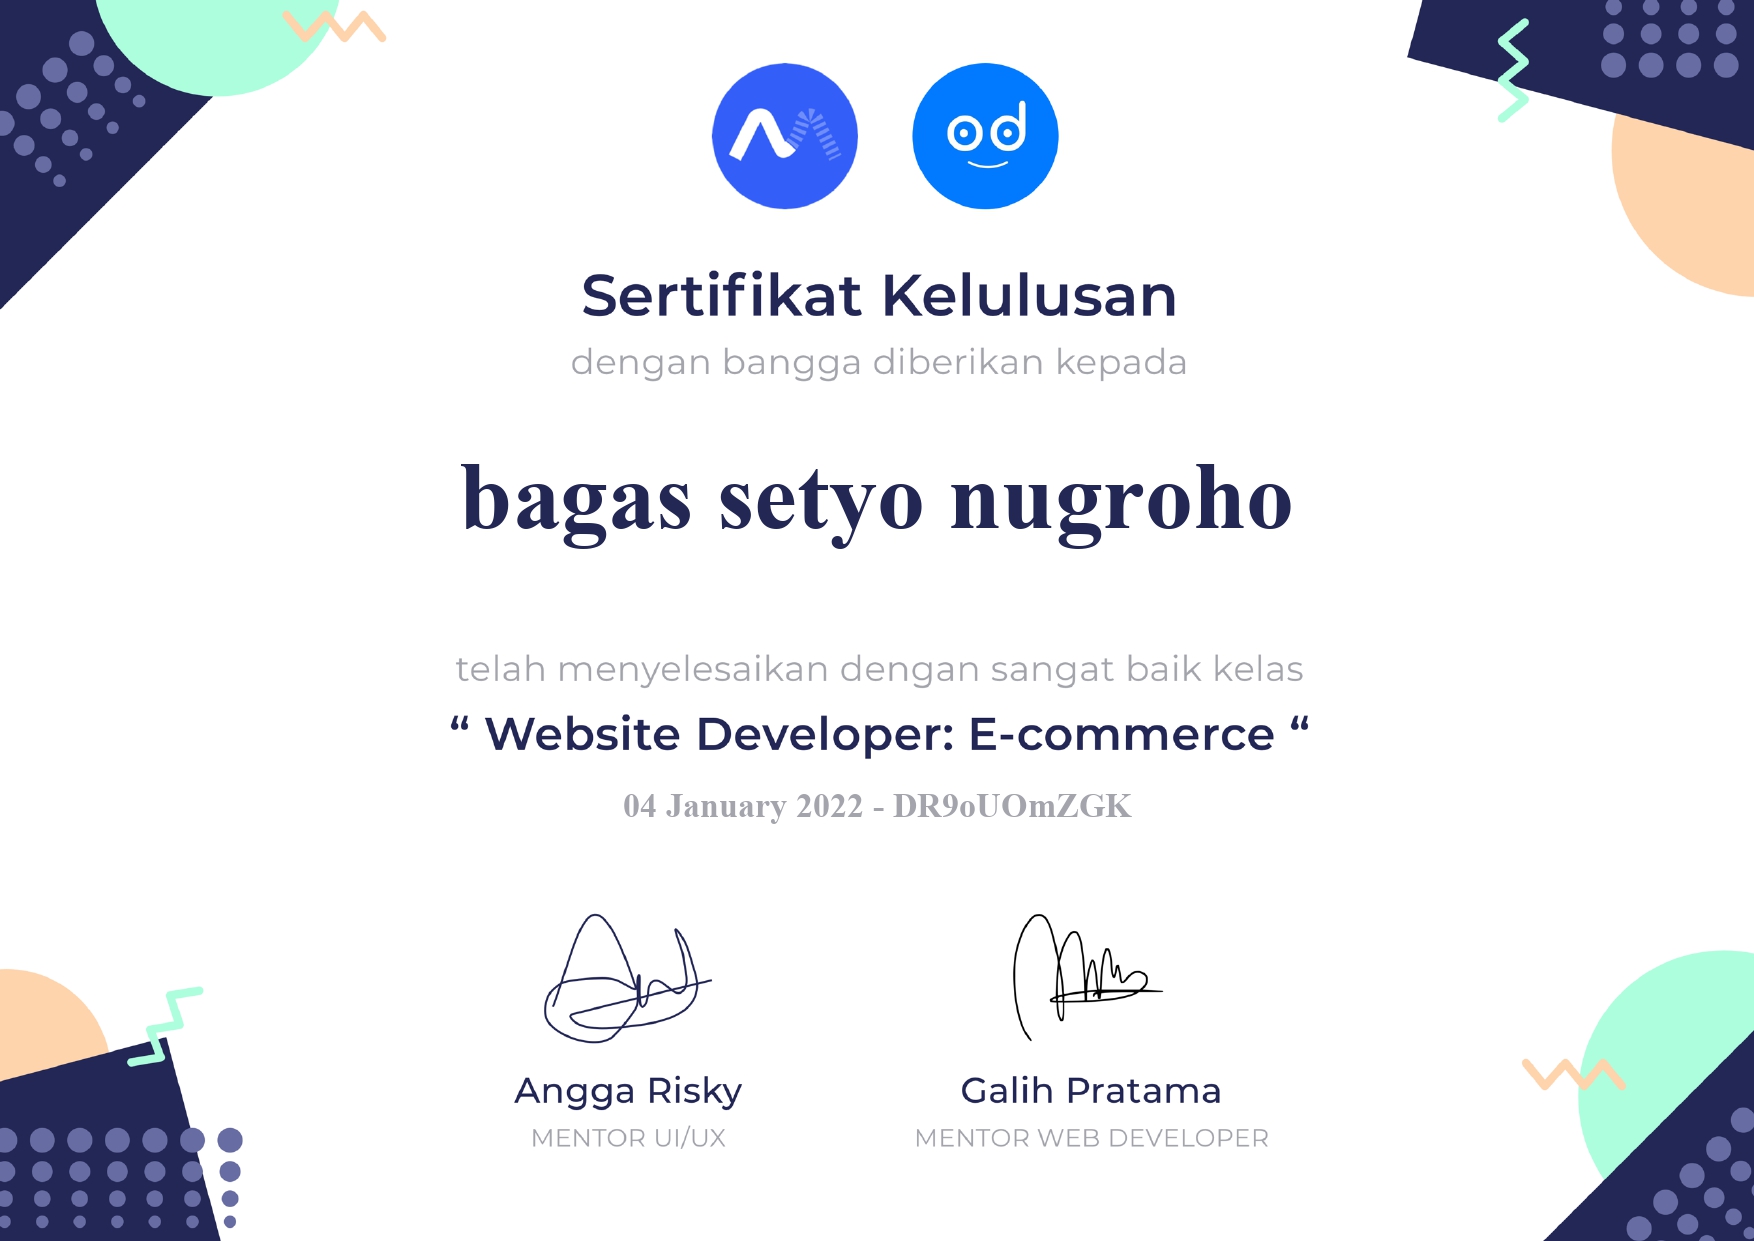 Sertifikat Kelulusan
dengan bangga diberikan kepada
bagas setyo nugroho
telah menyelesaikan dengan sangat baik kelas
“ Website Developer: E-commerce “
04 January 2022 - DR9oUOmZGK
Angga Risky
MENTOR UI/UX
Galih Pratama
MENTOR WEB DEVELOPER